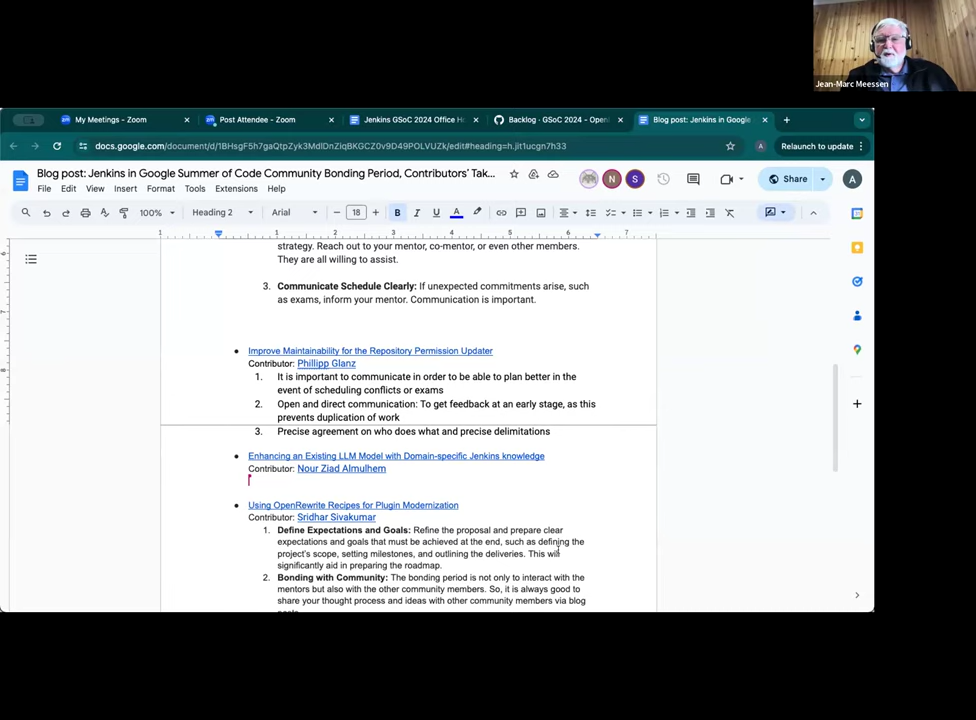 Jean-Marc Meessen
My Meetings - Zoom
Post Attendee - Zoom
Jenkins GSoC 2024 Office H
Backlog · GSoC 2024 - Open
Blog post: Jenkins in Google
docs.google.com/document/d/1BHsgF5h7gaQtpZyk3MdlDnZiqBKGCZ0v9D49POLVUZk/edit#heading=h.jit1ucgn7h33
A
Relaunch to update
Blog post: Jenkins in Google Summer of Code Community Bonding Period, Contributors' Tak...
N
S
Share
A
File Edit View Insert Format Tools Extensions Help
100%
Heading 2
Arial
18
B I U A
1 1 2 3 4 5 6 7
strategy. Reach out to your mentor, co-mentor, or even other members.
They are all willing to assist.
3. Communicate Schedule Clearly: If unexpected commitments arise, such
as exams, inform your mentor. Communication is important.
Improve Maintainability for the Repository Permission Updater
Contributor: Phillipp Glanz
1. It is important to communicate in order to be able to plan better in the
event of scheduling conflicts or exams
2. Open and direct communication: To get feedback at an early stage, as this
prevents duplication of work
3. Precise agreement on who does what and precise delimitations
Enhancing an Existing LLM Model with Domain-specific Jenkins knowledge
Contributor: Nour Ziad Almulhem
Using OpenRewrite Recipes for Plugin Modernization
Contributor: Sridhar Sivakumar
1. Define Expectations and Goals: Refine the proposal and prepare clear
expectations and goals that must be achieved at the end, such as defining the
project's scope, setting milestones, and outlining the deliveries. This will
significantly aid in preparing the roadmap.
2. Bonding with Community: The bonding period is not only to interact with the
mentors but also with the other community members. So, it is always good to
share your thought process and ideas with other community members via blog